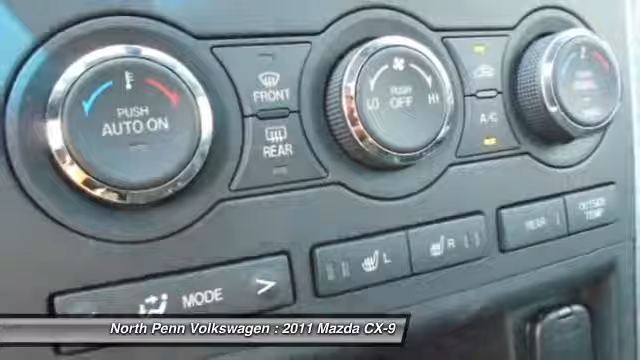 PUSH
AUTO ON
FRONT
REAR
LO
HI
PUSH
OFF
A/C
L
R
REAR
OUTSIDE
TEMP
MODE
North Penn Volkswagen : 2011 Mazda CX-9